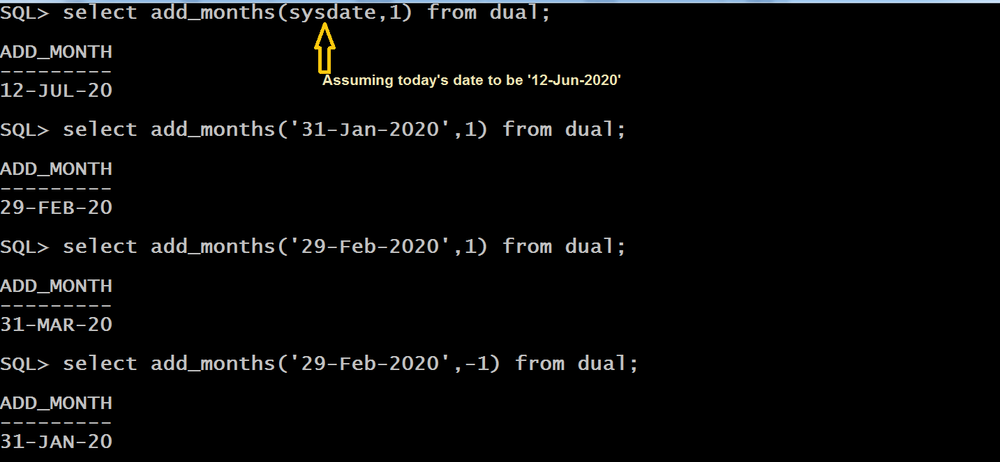 SQL> select add_months(sysdate,1) from dual;
ADD_MONTH
---------
Assuming today's date to be '12-Jun-2020'
12-JUL-20
SQL> select add_months('31-Jan-2020',1) from dual;
ADD_MONTH
---------
29-FEB-20
SQL> select add_months('29-Feb-2020',1) from dual;
ADD_MONTH
---------
31-MAR-20
SQL> select add_months('29-Feb-2020',-1) from dual;
ADD_MONTH
---------
31-JAN-20